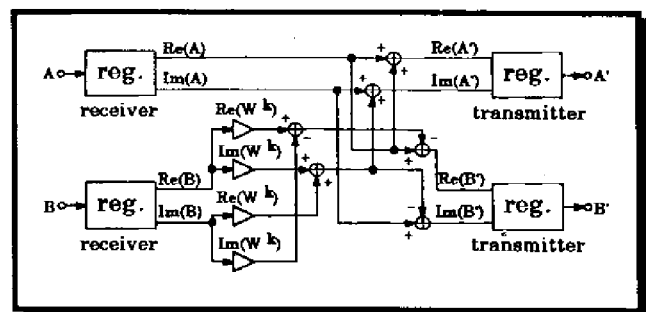 Re(A) Re(A')
A reg. reg. A'
Im(A) Im(A')
receiver transmitter
Re(W k)
Im(W k)
Re(B) Re(B')
Re(W k)
B reg. reg. B'
Im(B) Im(B')
Im(W k)
receiver transmitter
+ + + + + - + + - + - +